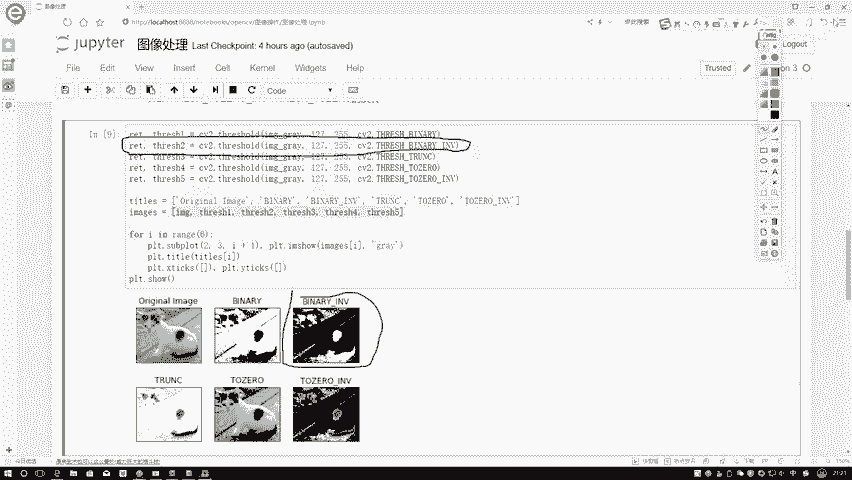 图像处理
http://localhost:8888/notebooks/opencv/图像操作/图像处理.ipynb
jupyter 图像处理 Last Checkpoint: 4 hours ago (autosaved)
Logout
File Edit View Insert Cell Kernel Widgets Help
Trusted
Code
In [9]: ret, thresh1 = cv2.threshold(img_gray, 127, 255, cv2.THRESH_BINARY)
ret, thresh2 = cv2.threshold(img_gray, 127, 255, cv2.THRESH_BINARY_INV)
ret, thresh3 = cv2.threshold(img_gray, 127, 255, cv2.THRESH_TRUNC)
ret, thresh4 = cv2.threshold(img_gray, 127, 255, cv2.THRESH_TOZERO)
ret, thresh5 = cv2.threshold(img_gray, 127, 255, cv2.THRESH_TOZERO_INV)
titles = ['Original Image', 'BINARY', 'BINARY_INV', 'TRUNC', 'TOZERO', 'TOZERO_INV']
images = [img, thresh1, thresh2, thresh3, thresh4, thresh5]
for i in range(6):
plt.subplot(2, 3, i + 1), plt.imshow(images[i], 'gray')
plt.title(titles[i])
plt.xticks([]), plt.yticks([])
plt.show()
Original Image BINARY BINARY_INV
TRUNC TOZERO TOZERO_INV
21:21